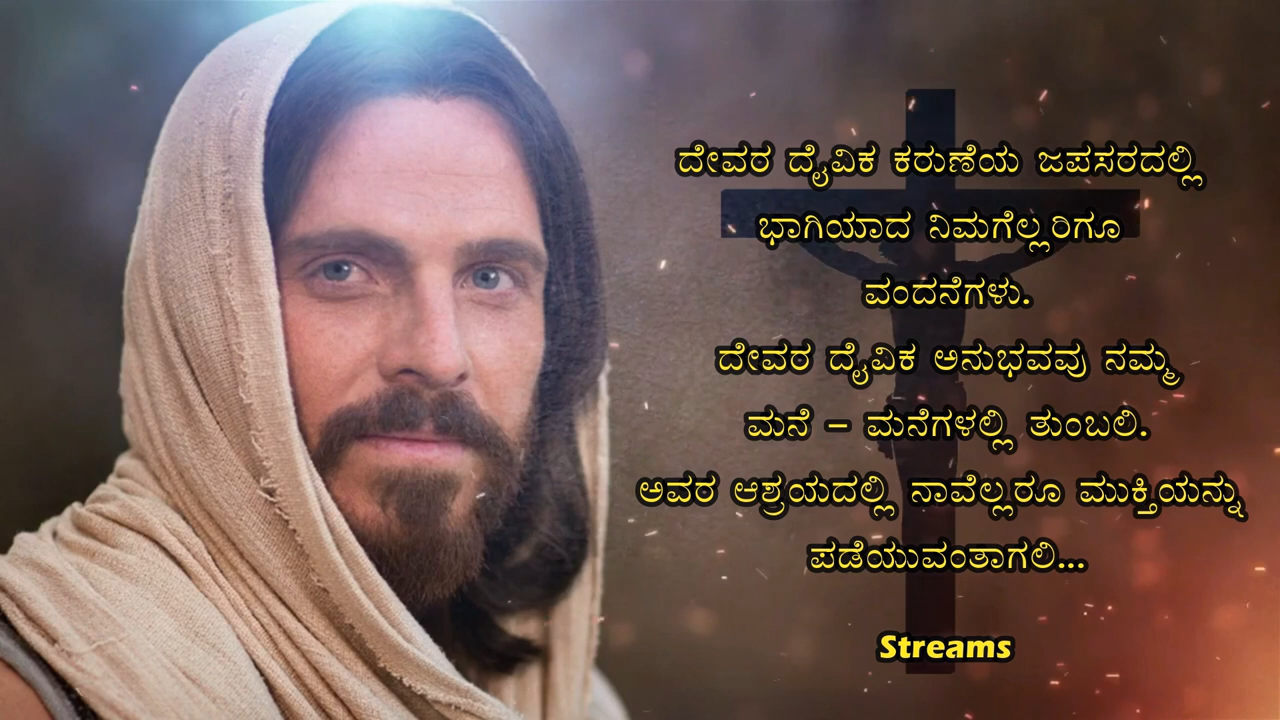 ದೇವರ ದೈವಿಕ ಕರುಣೆಯ ಜಪಸರದಲ್ಲಿ
ಭಾಗಿಯಾದ ನಿಮಗೆಲ್ಲರಿಗೂ
ವಂದನೆಗಳು.
ದೇವರ ದೈವಿಕ ಅನುಭವವು ನಮ್ಮ
ಮನೆ – ಮನೆಗಳಲ್ಲಿ ತುಂಬಲಿ.
ಅವರ ಆಶ್ರಯದಲ್ಲಿ ನಾವೆಲ್ಲರೂ ಮುಕ್ತಿಯನ್ನು
ಪಡೆಯುವಂತಾಗಲಿ...
Streams